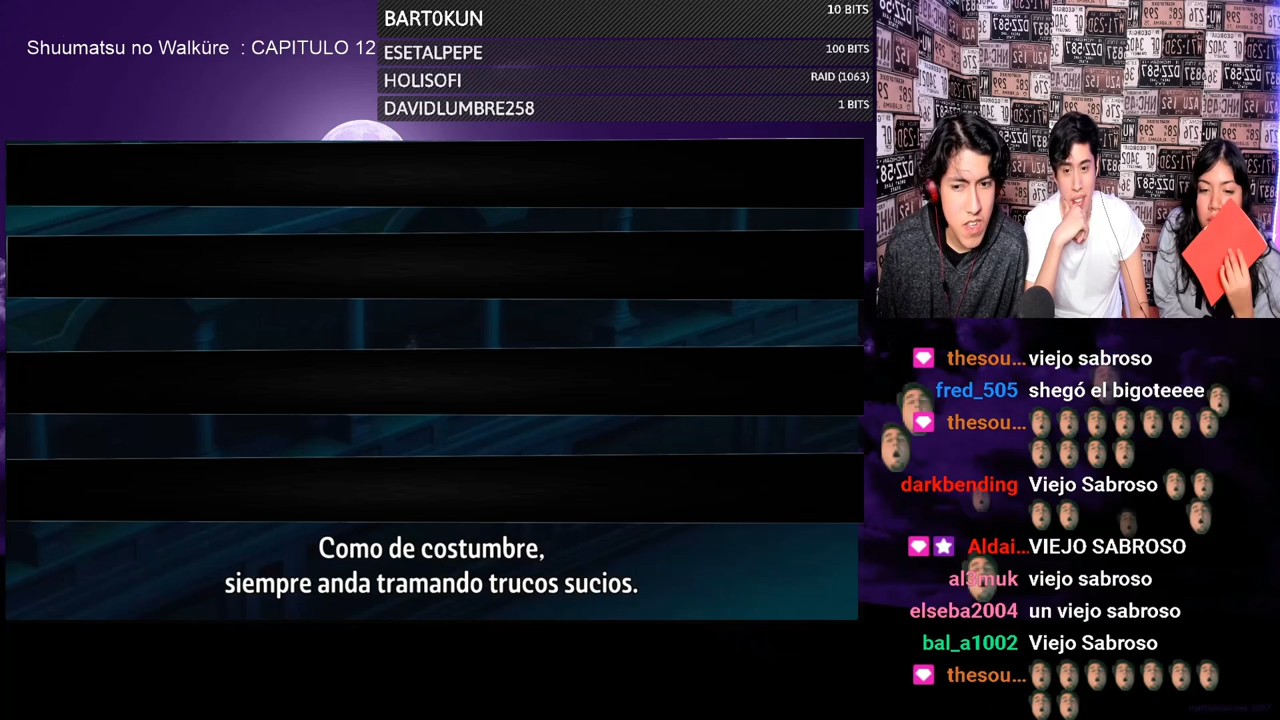 Shuumatsu no Walküre : CAPITULO 12
BART0KUN
10 BITS
ESETALPEPE
100 BITS
HOLISOFI
RAID (1063)
DAVIDLUMBRE258
1 BITS
thesou... viejo sabroso
fred_505 shegó el bigoteeee
thesou...
darkbending Viejo Sabroso
Aldai... VIEJO SABROSO
al3muk viejo sabroso
elseba2004 un viejo sabroso
bal_a1002 Viejo Sabroso
thesou...
Como de costumbre,
siempre anda tramando trucos sucios.